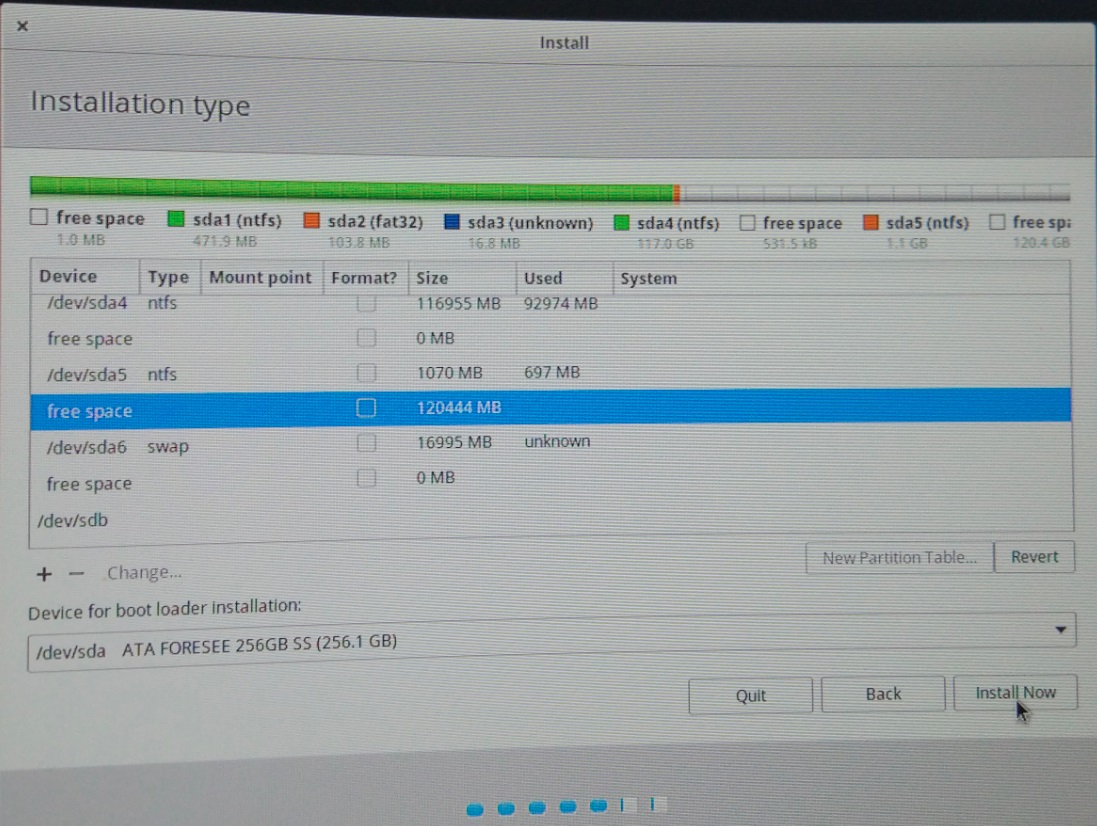 Install
Installation type
free space sda1 (ntfs) sda2 (fat32) sda3 (unknown) sda4 (ntfs) free space sda5 (ntfs) free spa
1.0 MB 471.9 MB 103.8 MB 16.8 MB 117.0 GB 531.5 kB 1.1 GB 120.4 GB
Device Type Mount point Format? Size Used System
/dev/sda4 ntfs 116955 MB 92974 MB
free space 0 MB
/dev/sda5 ntfs 1070 MB 697 MB
free space 120444 MB
/dev/sda6 swap 16995 MB unknown
free space 0 MB
/dev/sdb
+ − Change... New Partition Table... Revert
Device for boot loader installation:
/dev/sda ATA FORESEE 256GB SS (256.1 GB)
Quit Back Install Now